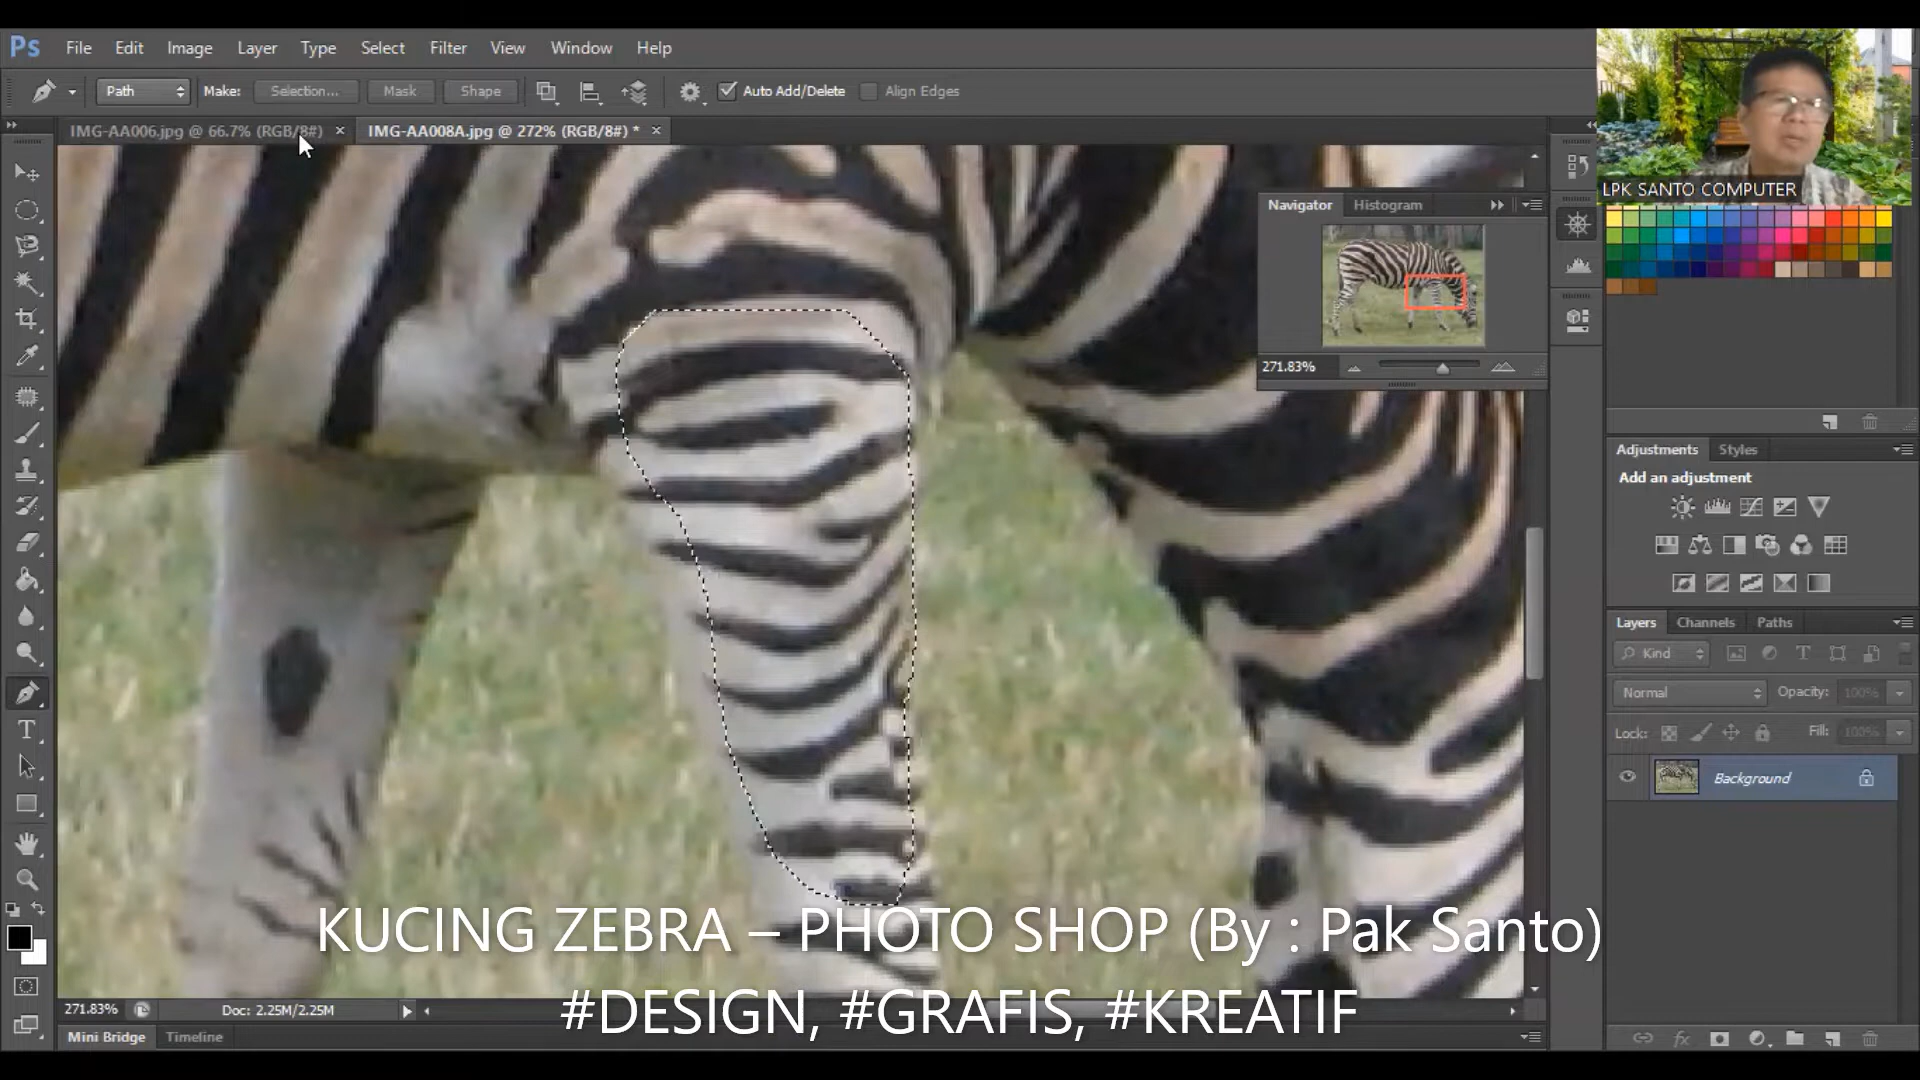 Ps File Edit Image Layer Type Select Filter View Window Help
Path Make: Selection... Mask Shape Auto Add/Delete Align Edges
IMG-AA006.jpg @ 66.7% (RGB/8#) × IMG-AA008A.jpg @ 272% (RGB/8#) * ×
LPK SANTO COMPUTER
Navigator Histogram
271.83%
Adjustments Styles
Add an adjustment
Layers Channels Paths
Kind
Normal Opacity: 100%
Lock: Fill: 100%
Background
KUCING ZEBRA – PHOTO SHOP (By : Pak Santo)
#DESIGN, #GRAFIS, #KREATIF
271.83% Doc: 2.25M/2.25M
Mini Bridge Timeline